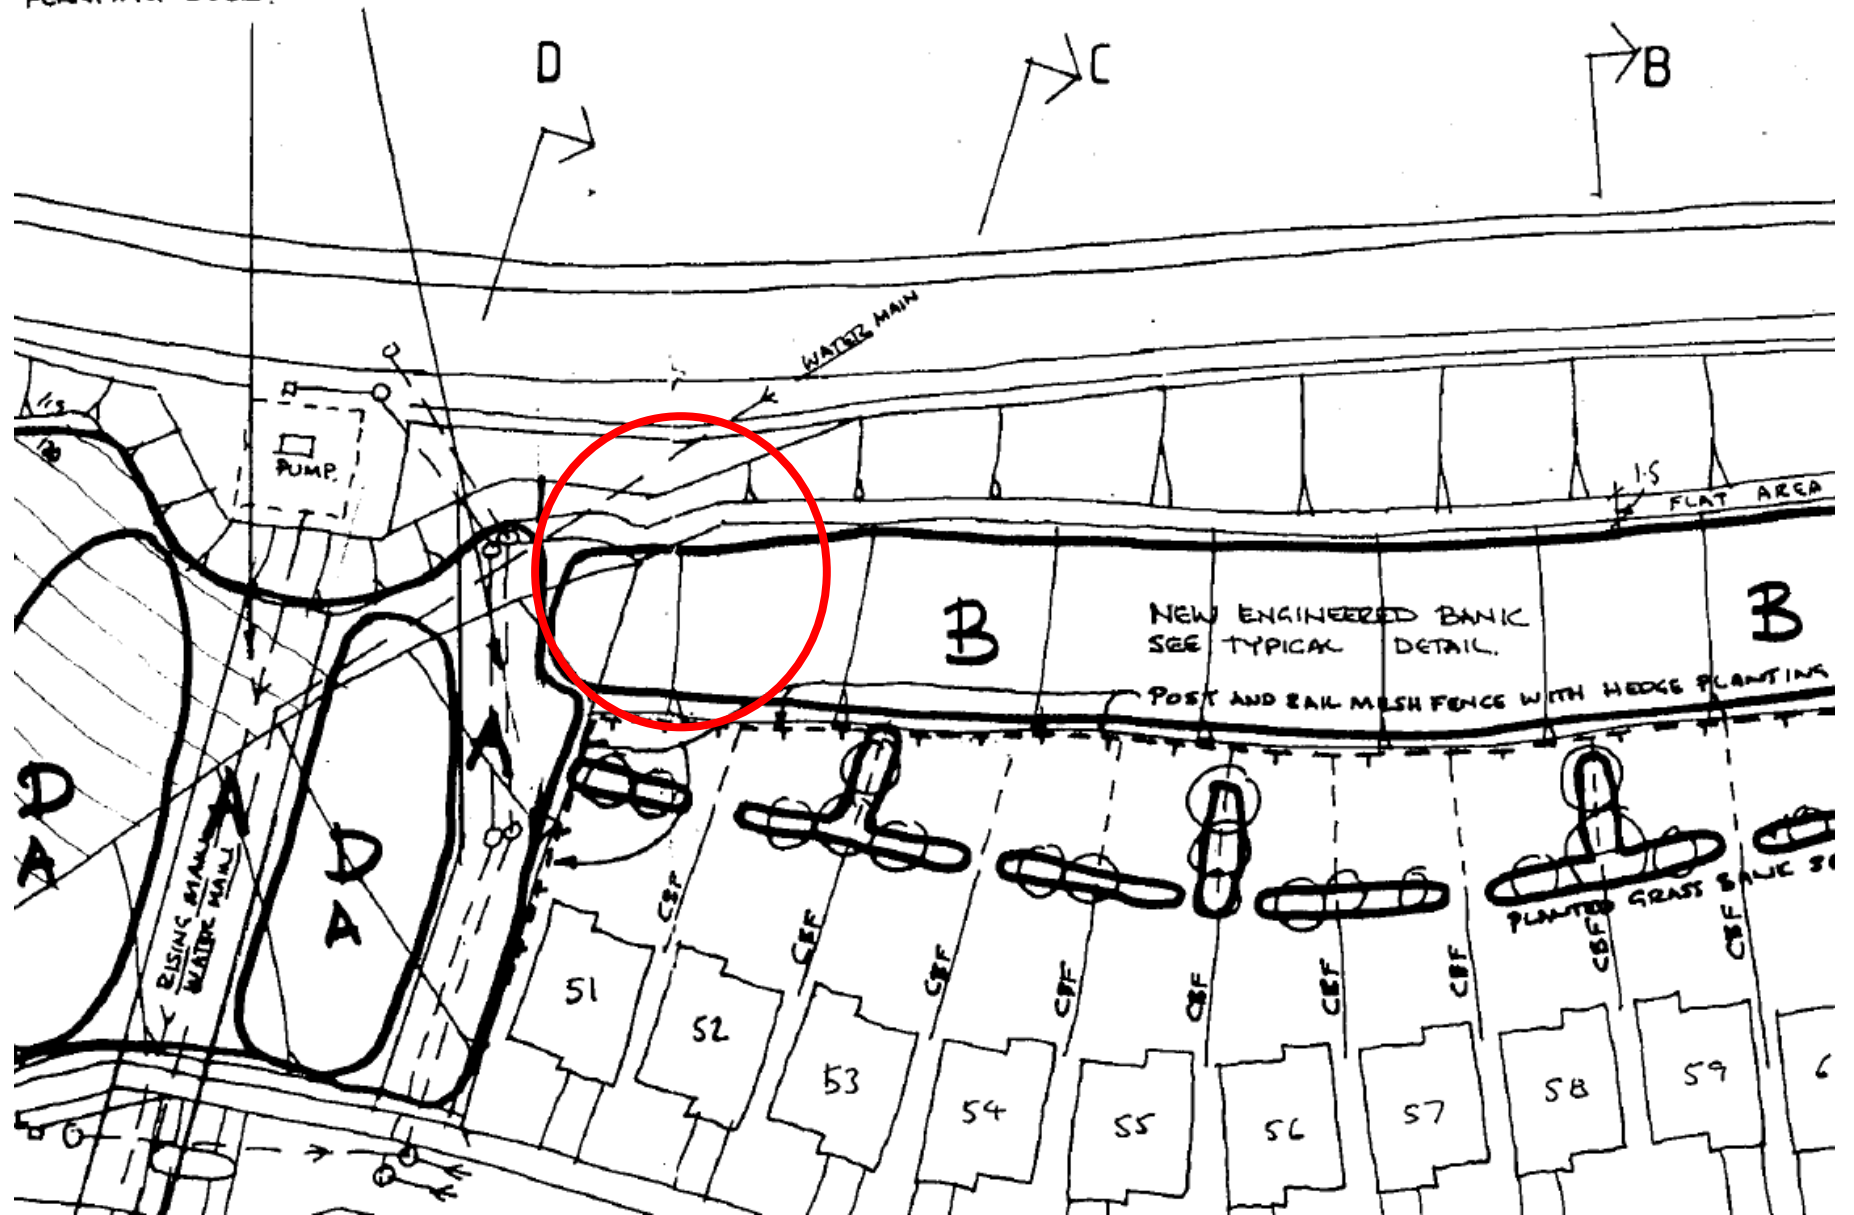 D
C
B
WATER MAIN
PUMP.
1.5
FLAT AREA
B
B
NEW ENGINEERED BANK
SEE TYPICAL DETAIL.
POST AND RAIL MESH FENCE WITH HEDGE PLANTING
D
A
A
RISING MAIN
WATER MAIN
D
A
A
PLANTED GRASS BANK
CBF
CBF
CBF
CBF
CBF
CBF
CBF
CBF
CBF
51
52
53
54
55
56
57
58
59
6